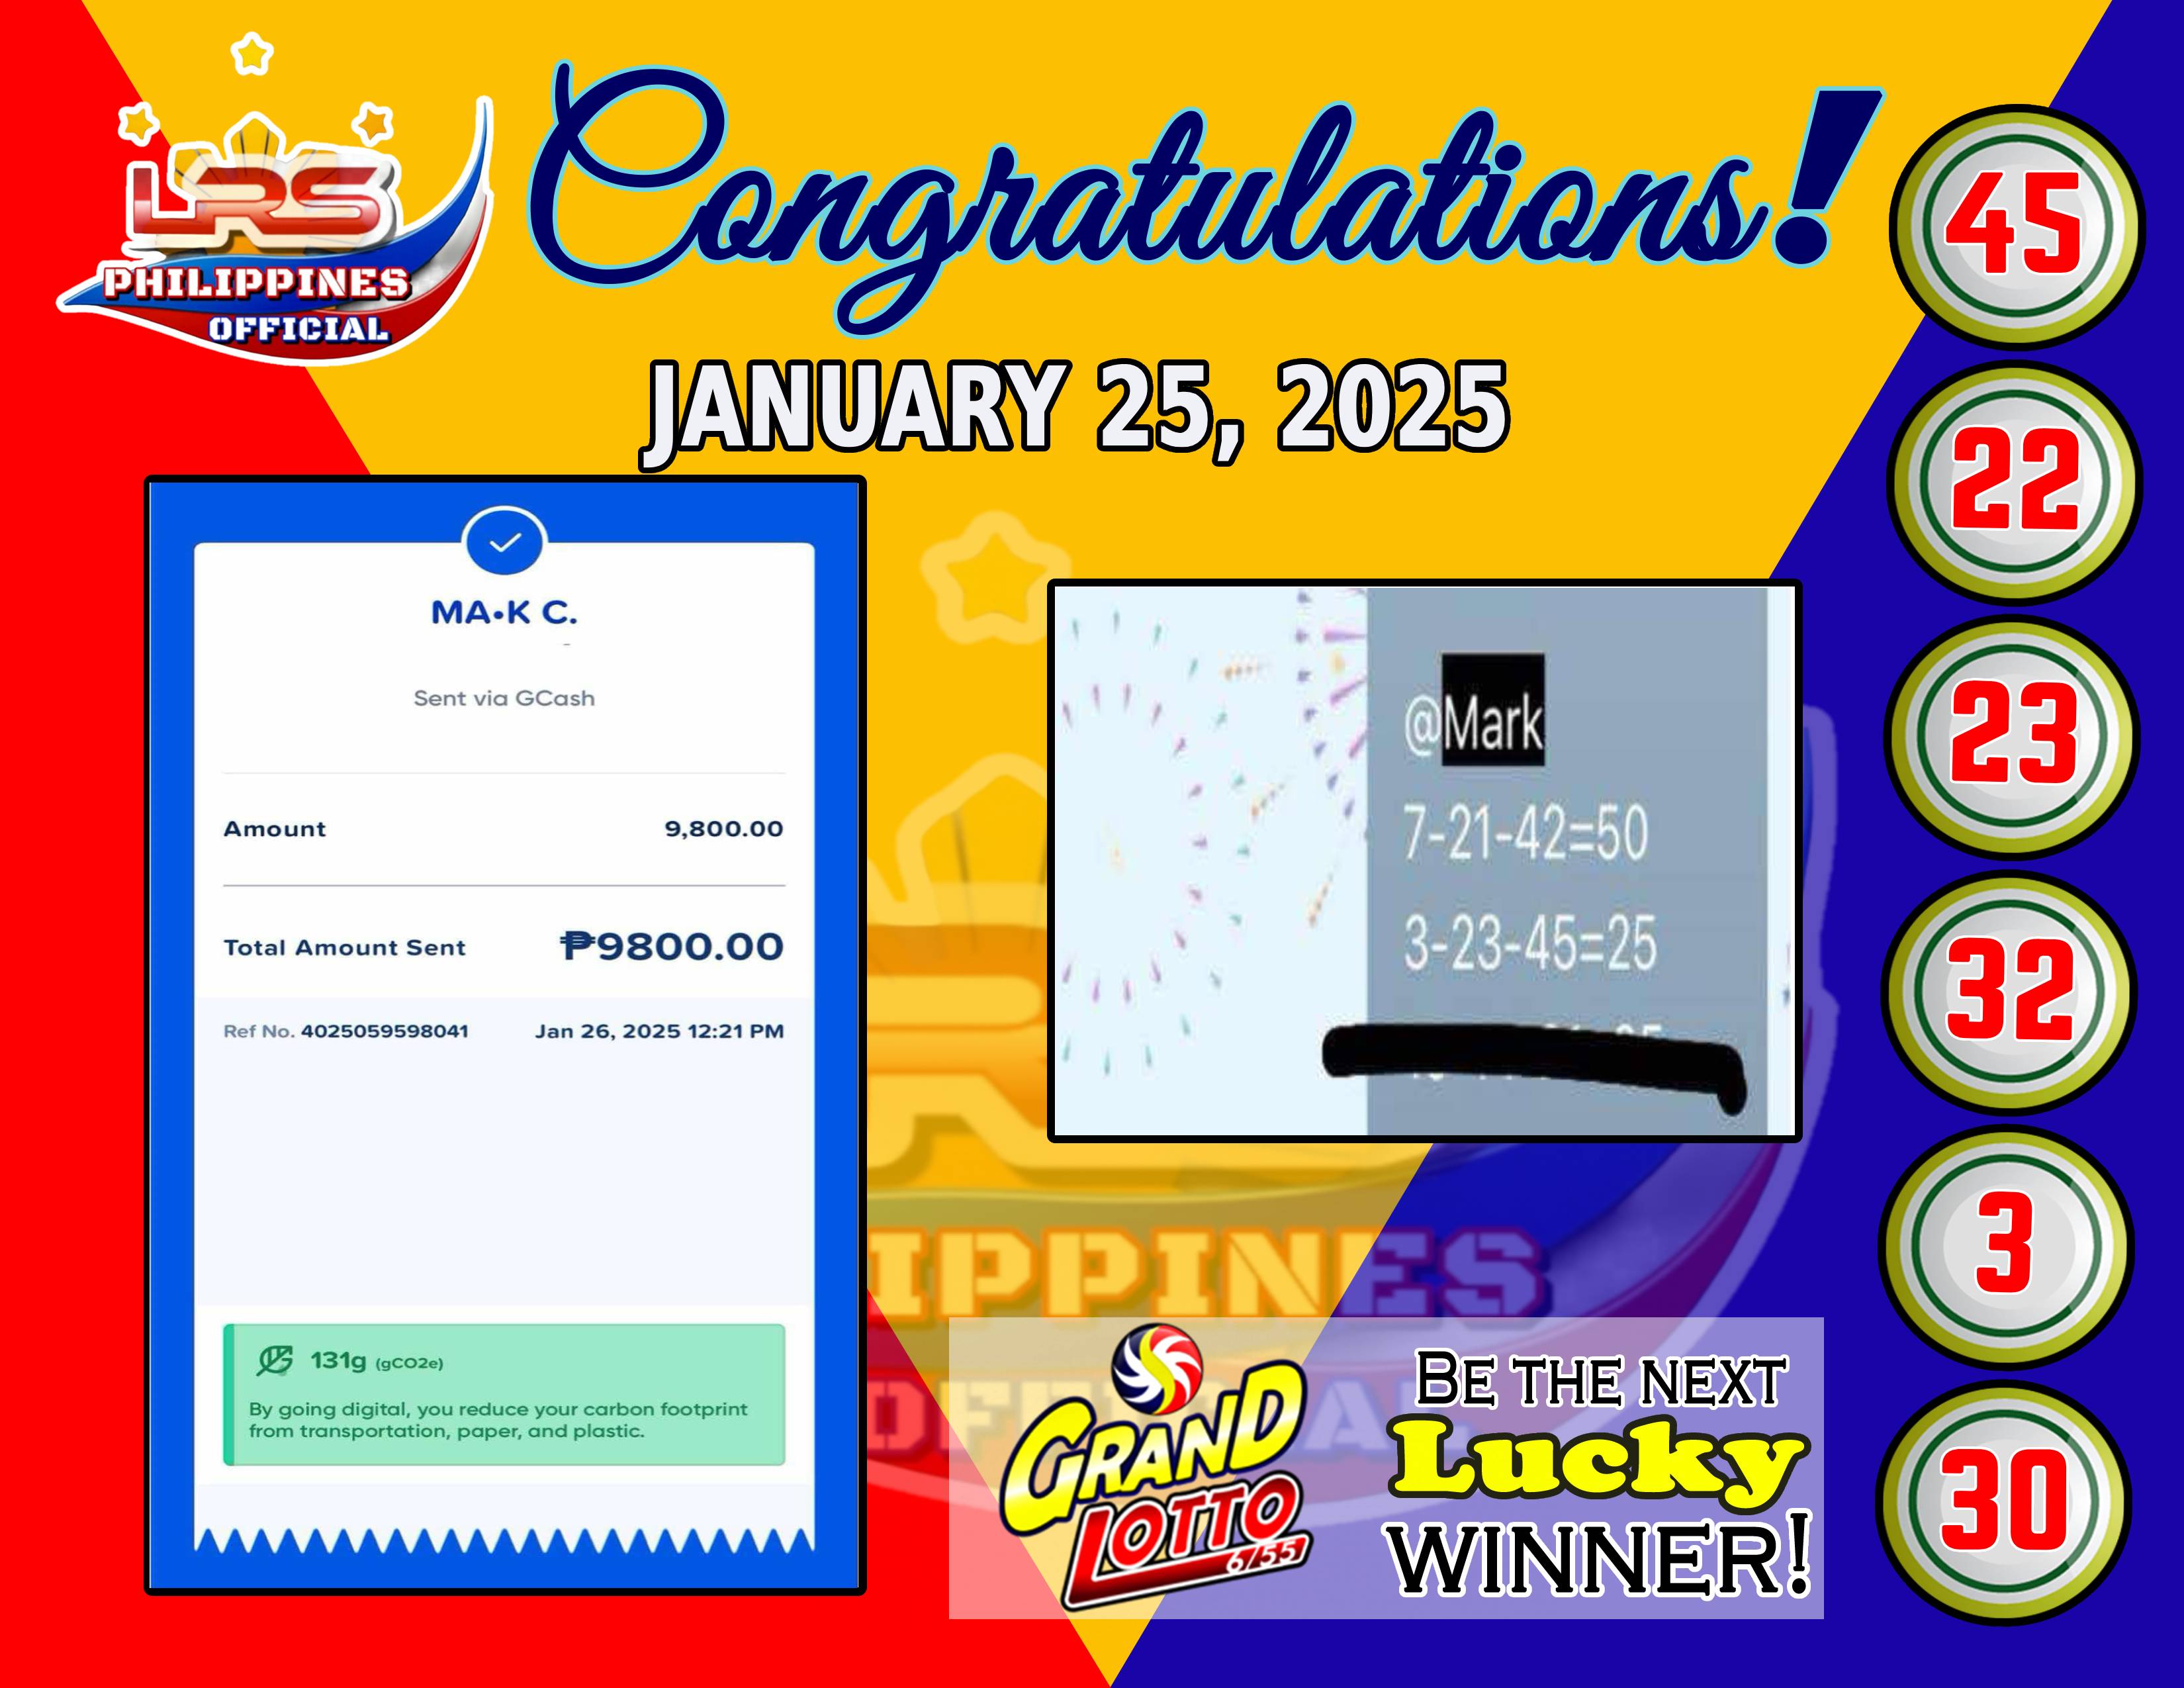 LRS
PHILIPPINES
OFFICIAL
Congratulations!
JANUARY 25, 2025
MA•K C.
Sent via GCash
Amount 9,800.00
Total Amount Sent ₱9800.00
Ref No. 4025059598041 Jan 26, 2025 12:21 PM
131g (gCO2e)
By going digital, you reduce your carbon footprint
from transportation, paper, and plastic.
@Mark
7-21-42=50
3-23-45=25
IPPINES
GRAND
LOTTO
6/55
BE THE NEXT
Lucky
WINNER!
45
22
23
32
3
30